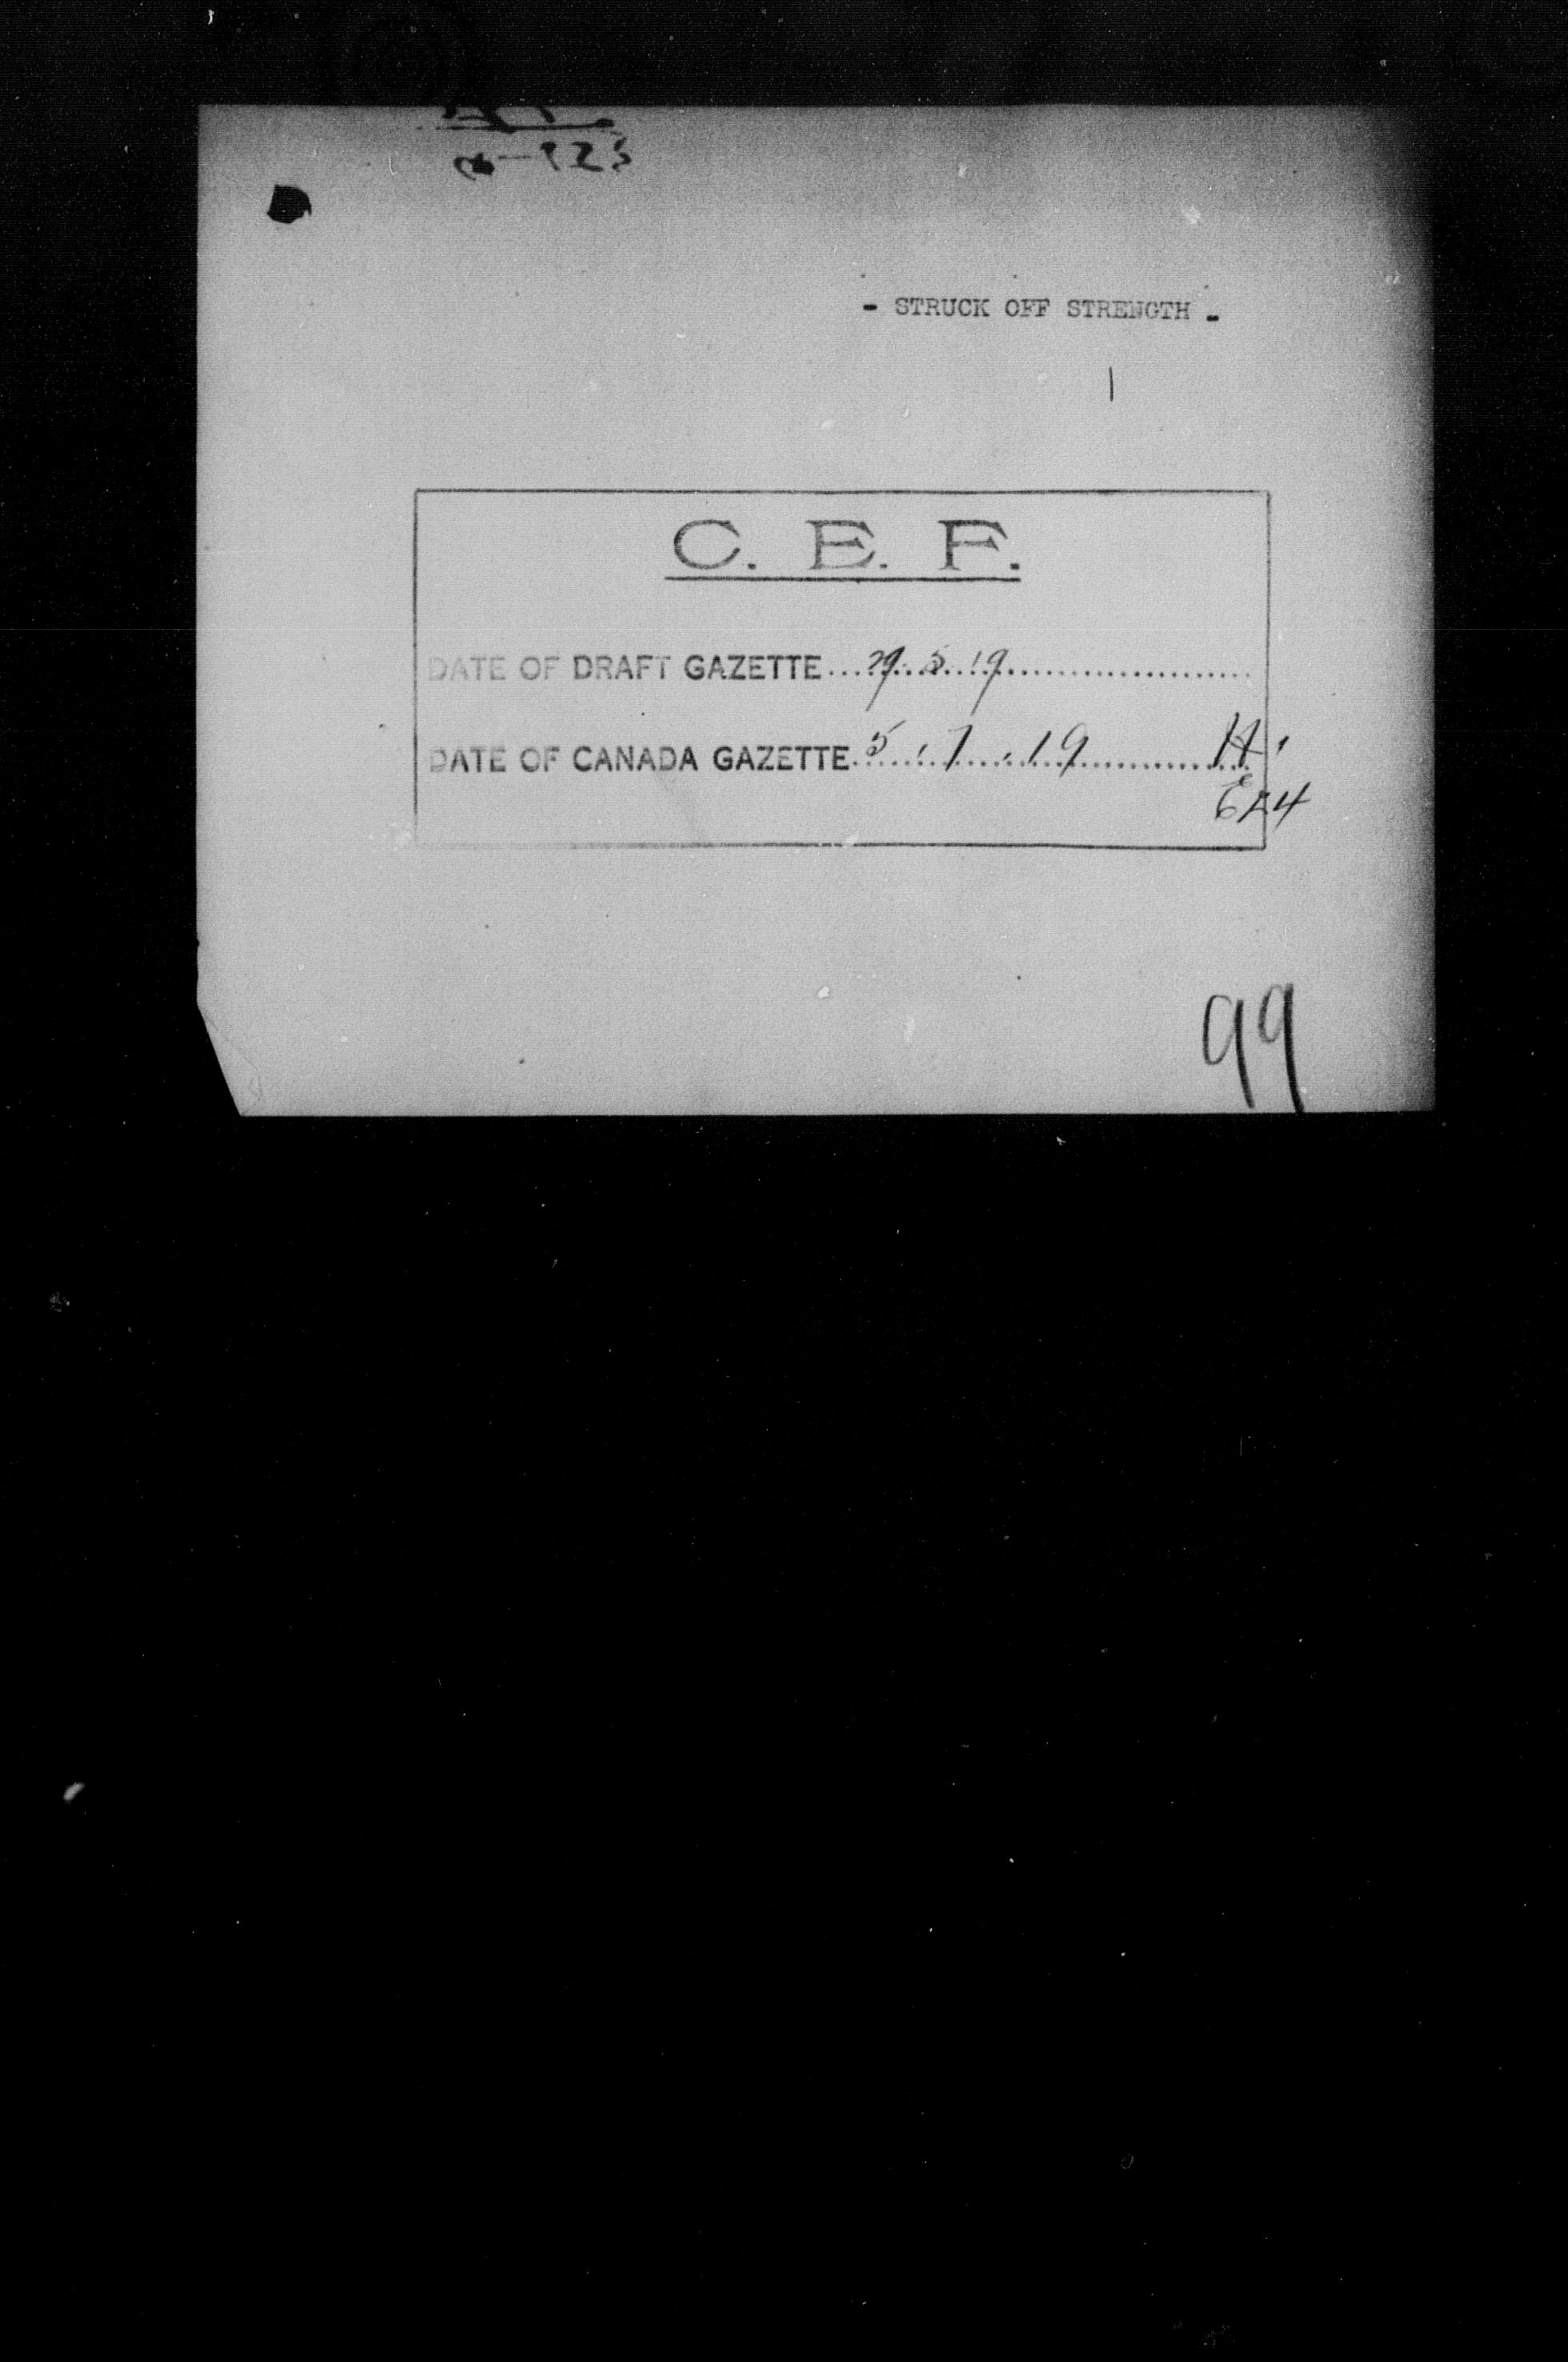 - STRUCK OFF STRENGTH -
C. E. F.
DATE OF DRAFT GAZETTE....29.5.19....................
DATE OF CANADA GAZETTE.5.7.19............
99